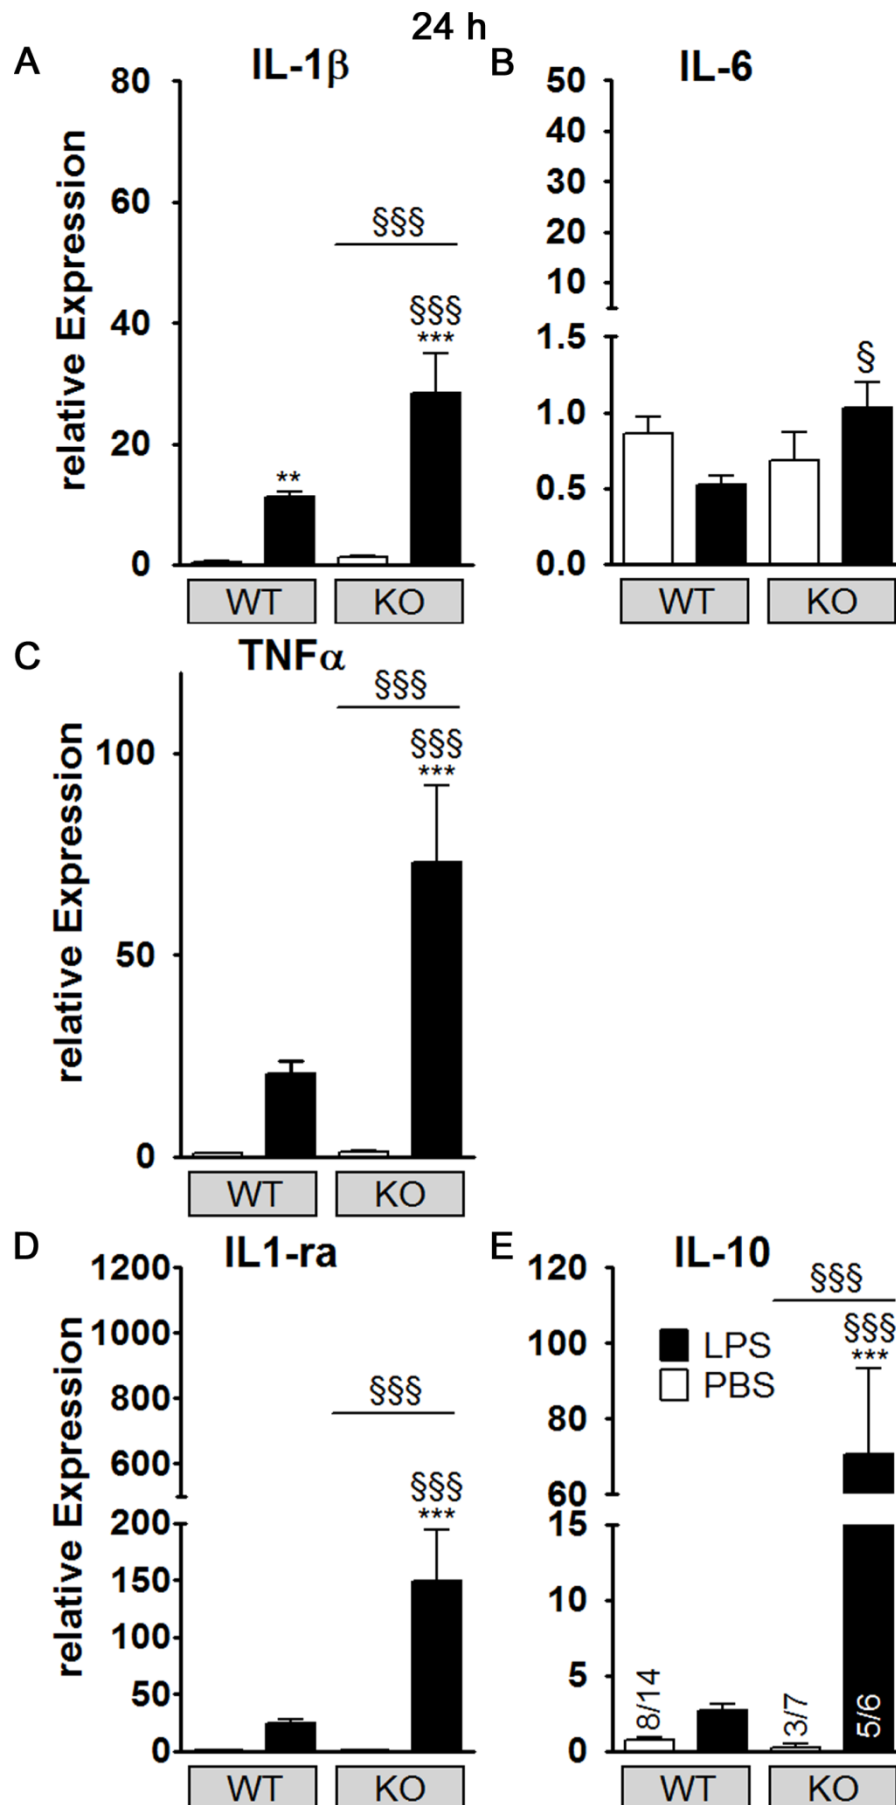 24 h
A
IL-1β
relative Expression
80
60
40
20
0
§§§
§§§
***
**
WT
KO
B
IL-6
50
40
30
20
10
1.5
1.0
0.5
0.0
§
WT
KO
C
TNFα
relative Expression
100
50
0
§§§
§§§
***
WT
KO
D
IL1-ra
relative Expression
1200
1000
800
600
200
150
100
50
0
§§§
§§§
***
WT
KO
E
IL-10
120
100
80
60
15
10
5
0
§§§
§§§
***
LPS
PBS
8/14
3/7
5/6
WT
KO